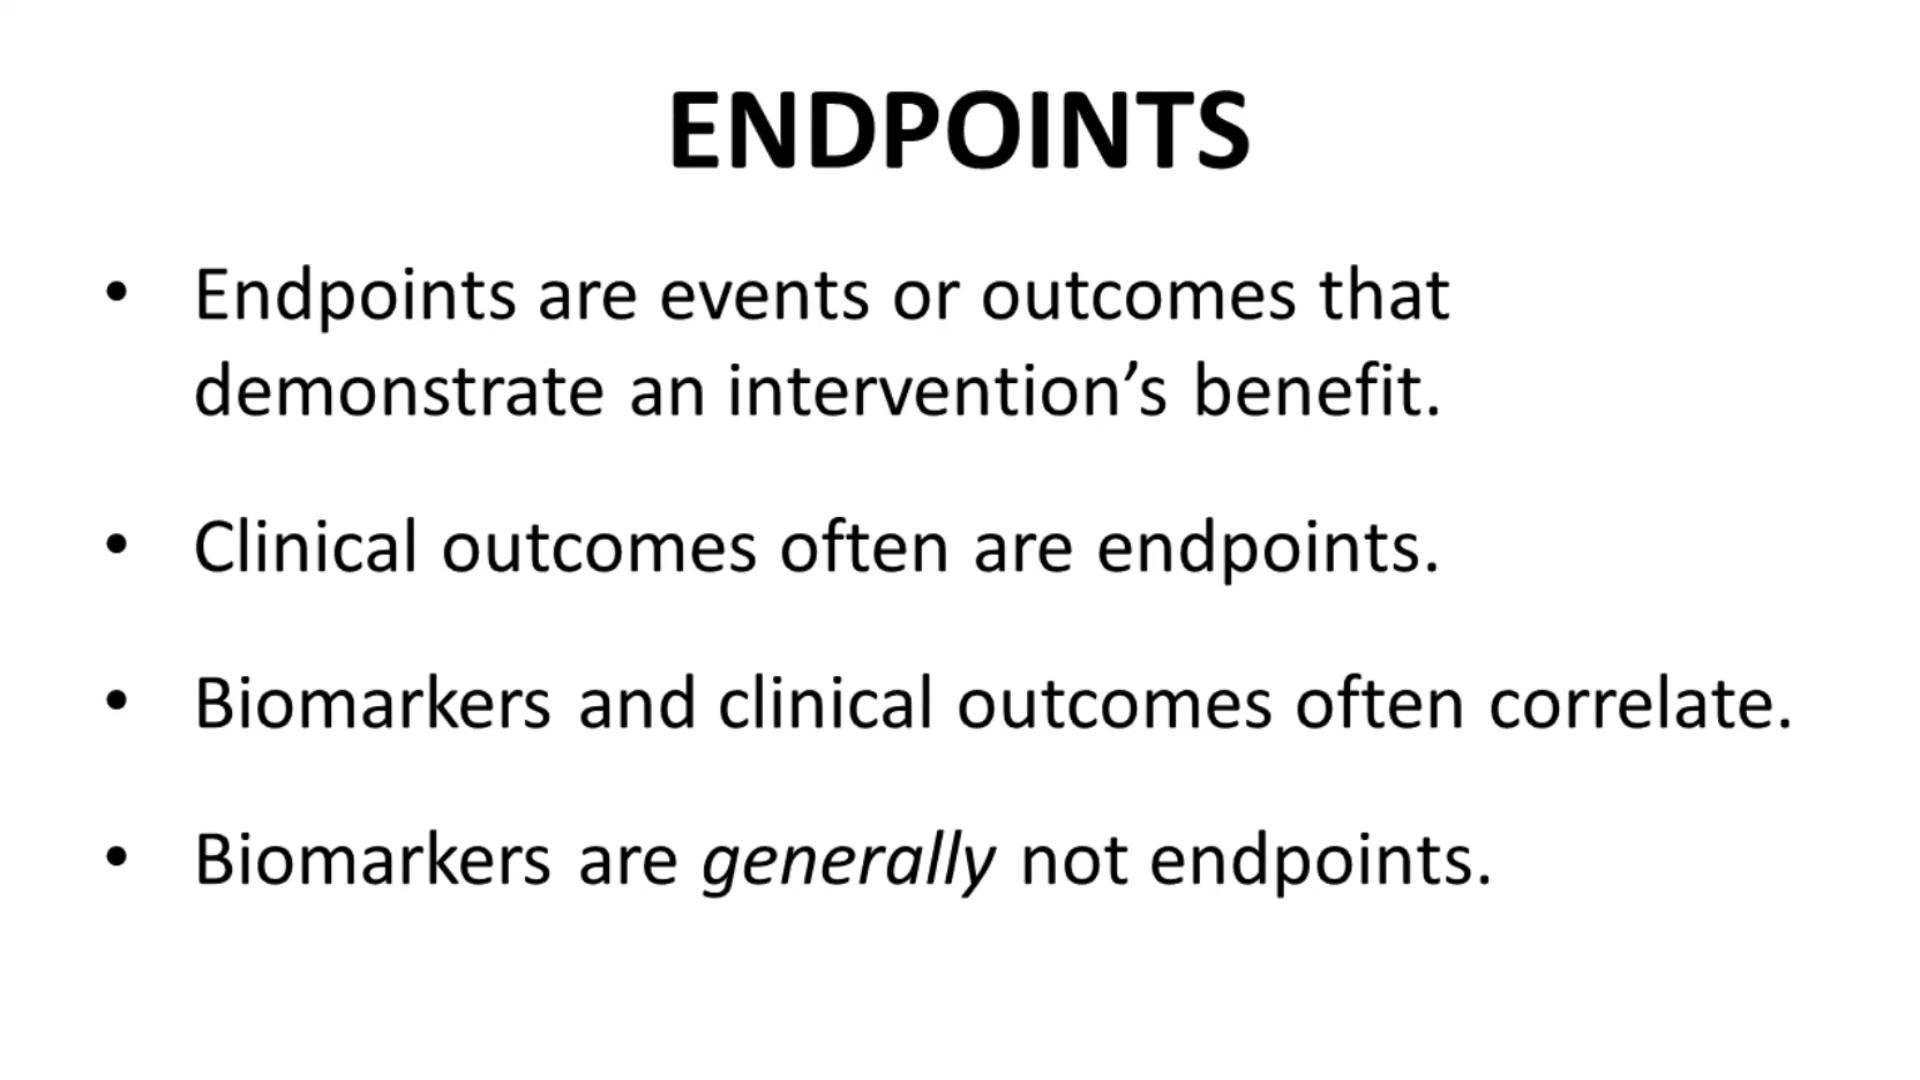 ENDPOINTS
• Endpoints are events or outcomes that
demonstrate an intervention’s benefit.
• Clinical outcomes often are endpoints.
• Biomarkers and clinical outcomes often correlate.
• Biomarkers are generally not endpoints.